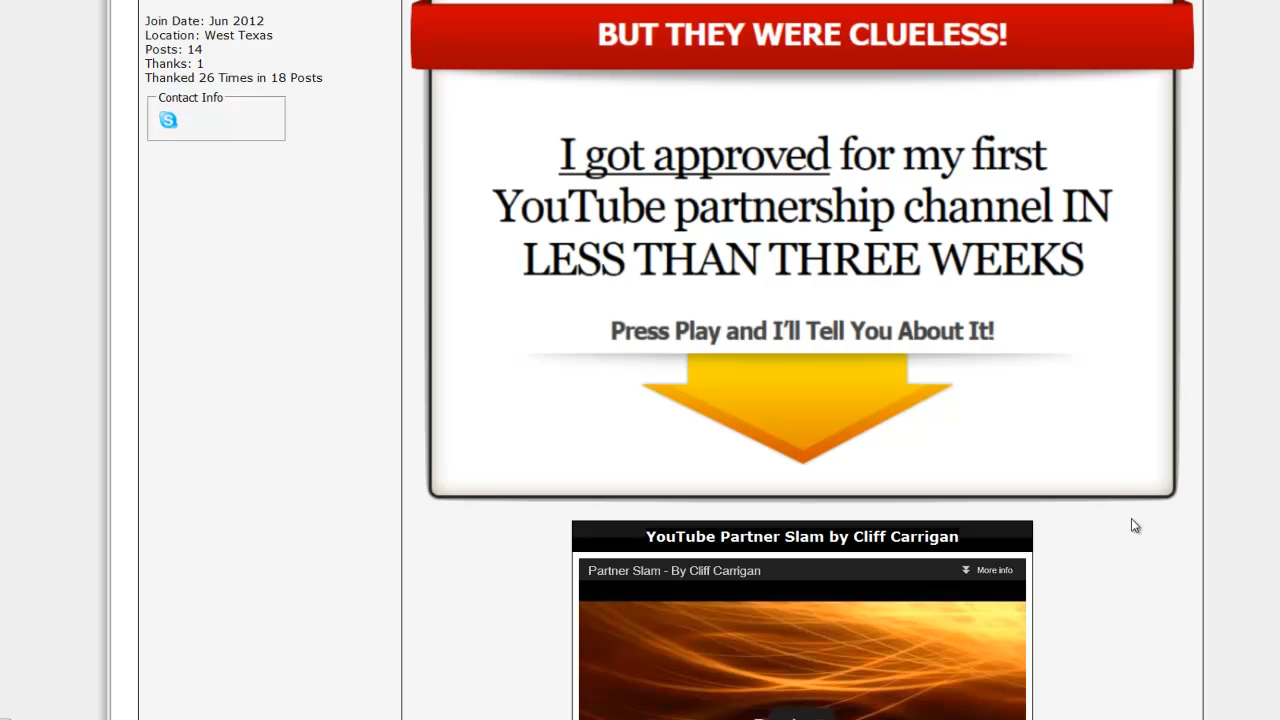 Join Date: Jun 2012
Location: West Texas
Posts: 14
Thanks: 1
Thanked 26 Times in 18 Posts
Contact Info
BUT THEY WERE CLUELESS!
I got approved for my first
YouTube partnership channel IN
LESS THAN THREE WEEKS
Press Play and I'll Tell You About It!
YouTube Partner Slam by Cliff Carrigan
Partner Slam - By Cliff Carrigan
More info